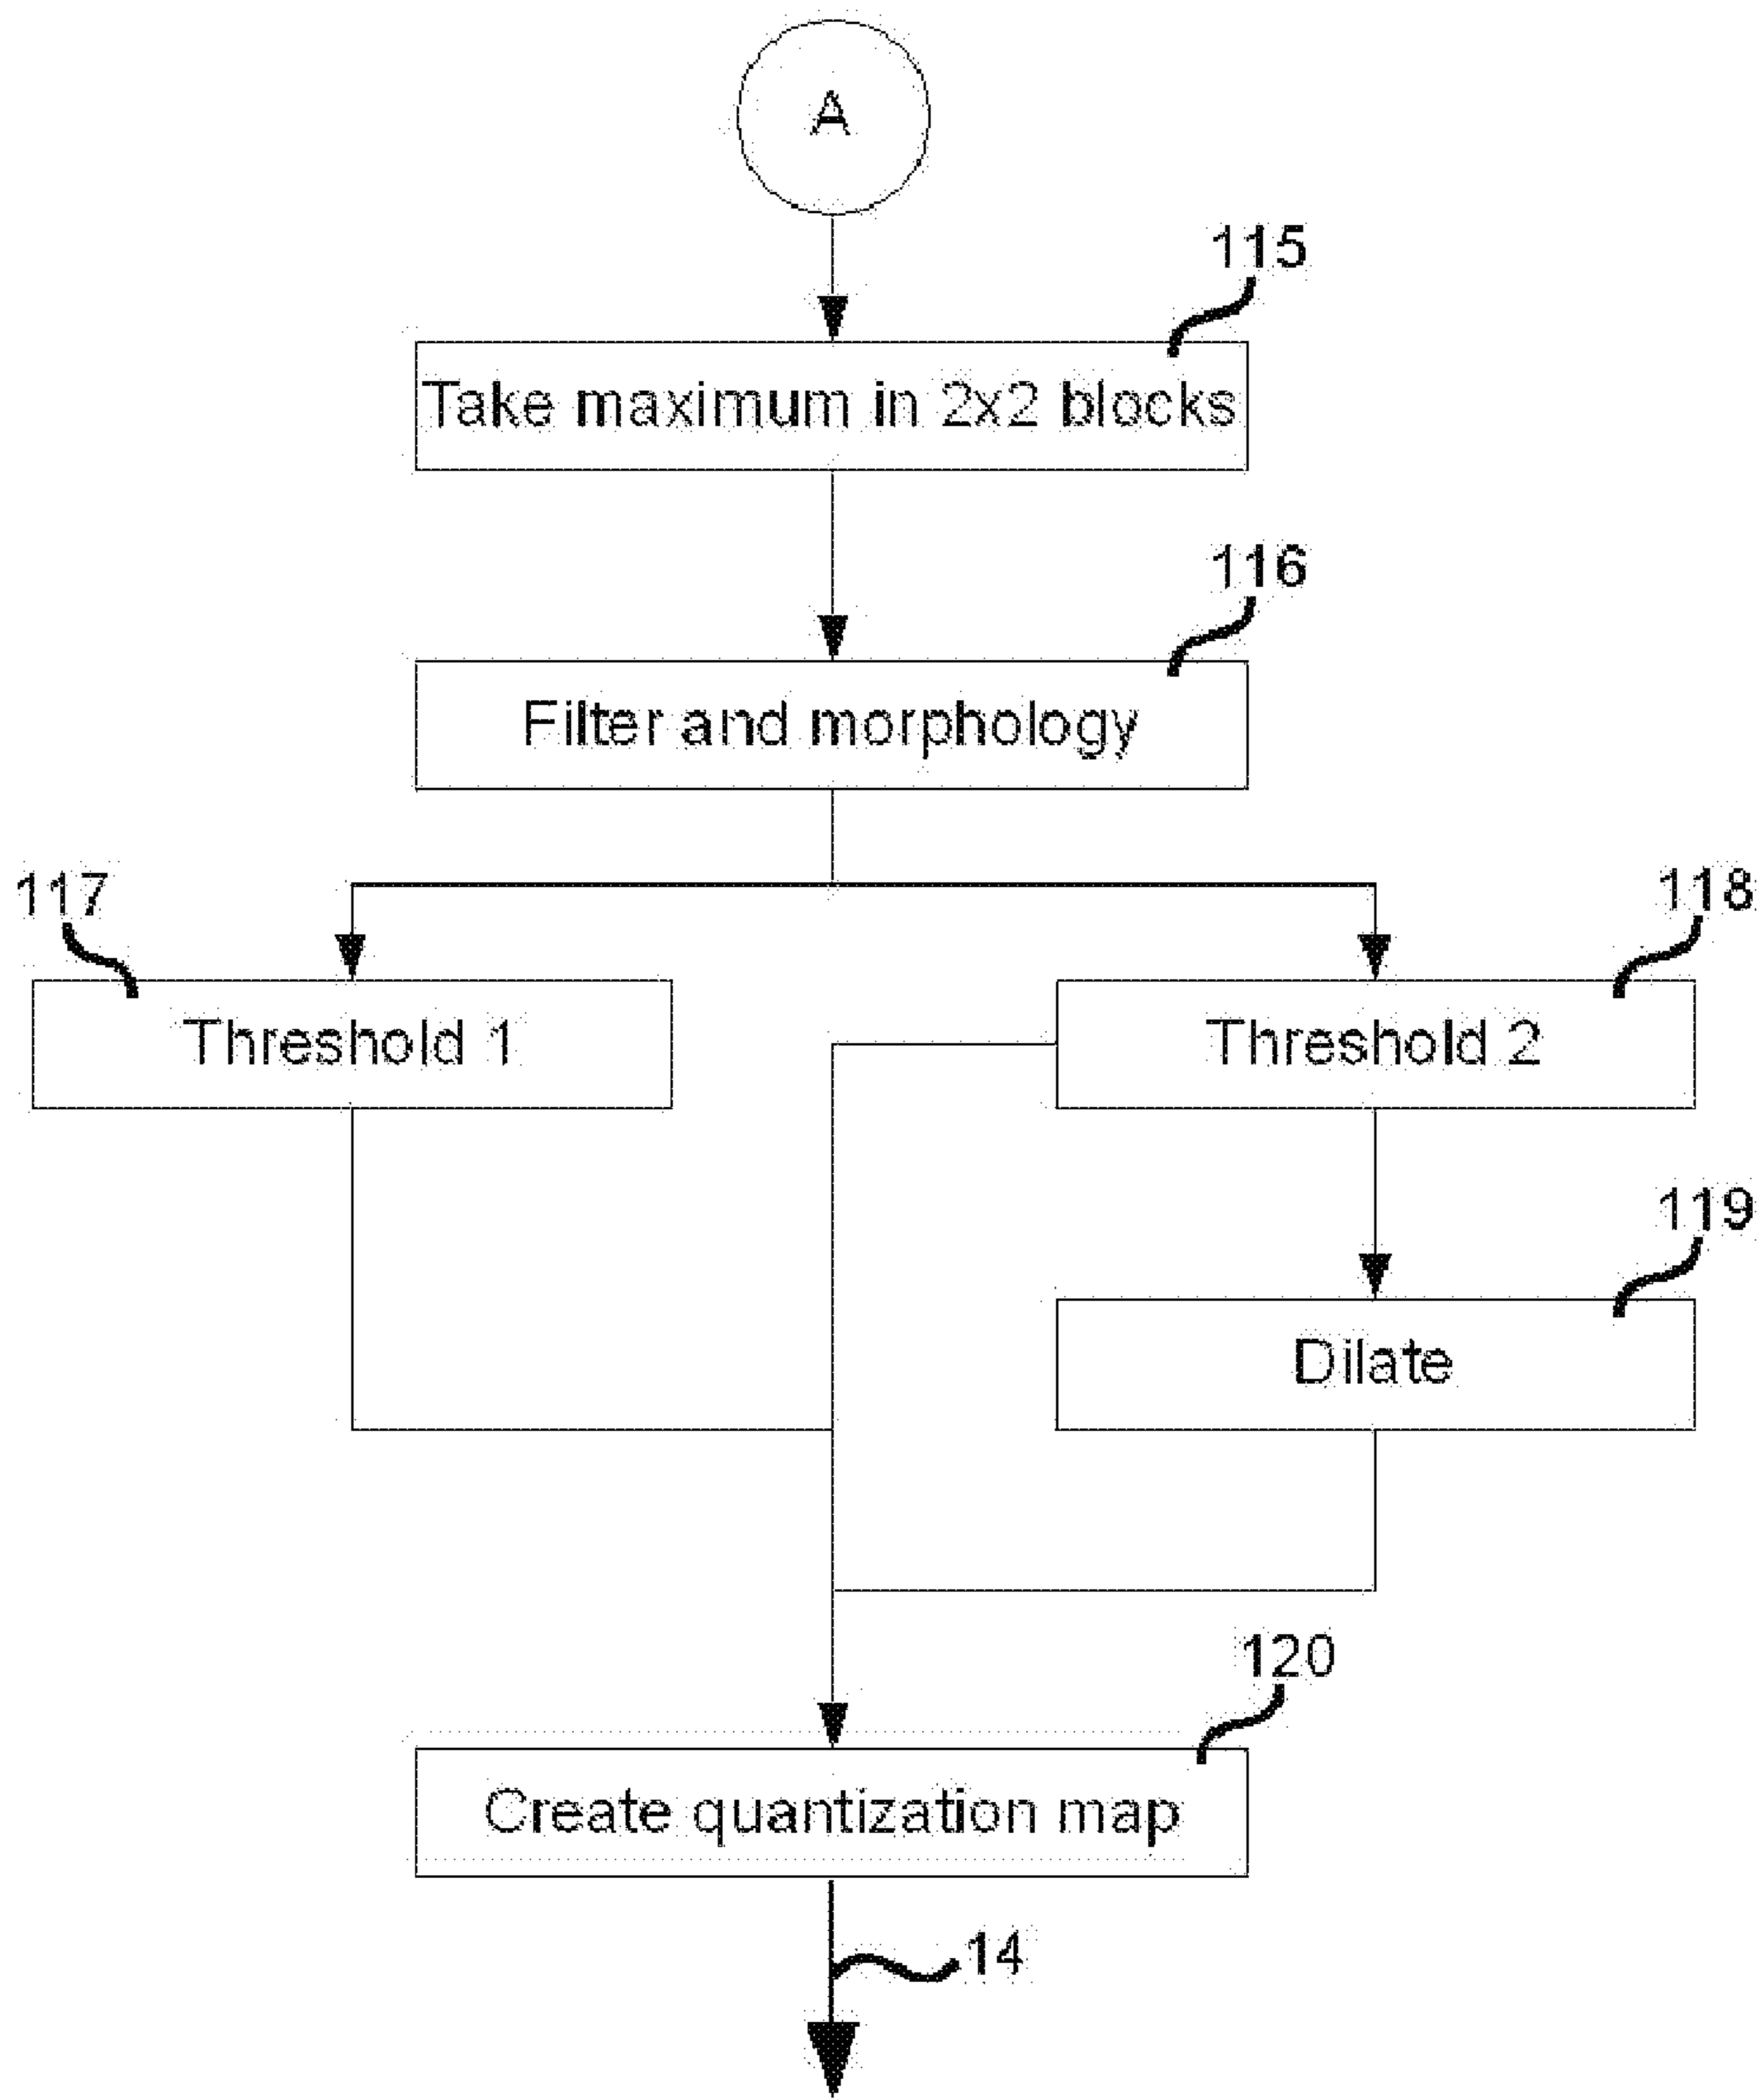 A
115
Take maximum in 2x2 blocks
116
Filter and morphology
117
118
Threshold 1
Threshold 2
119
Dilate
120
Create quantization map
14